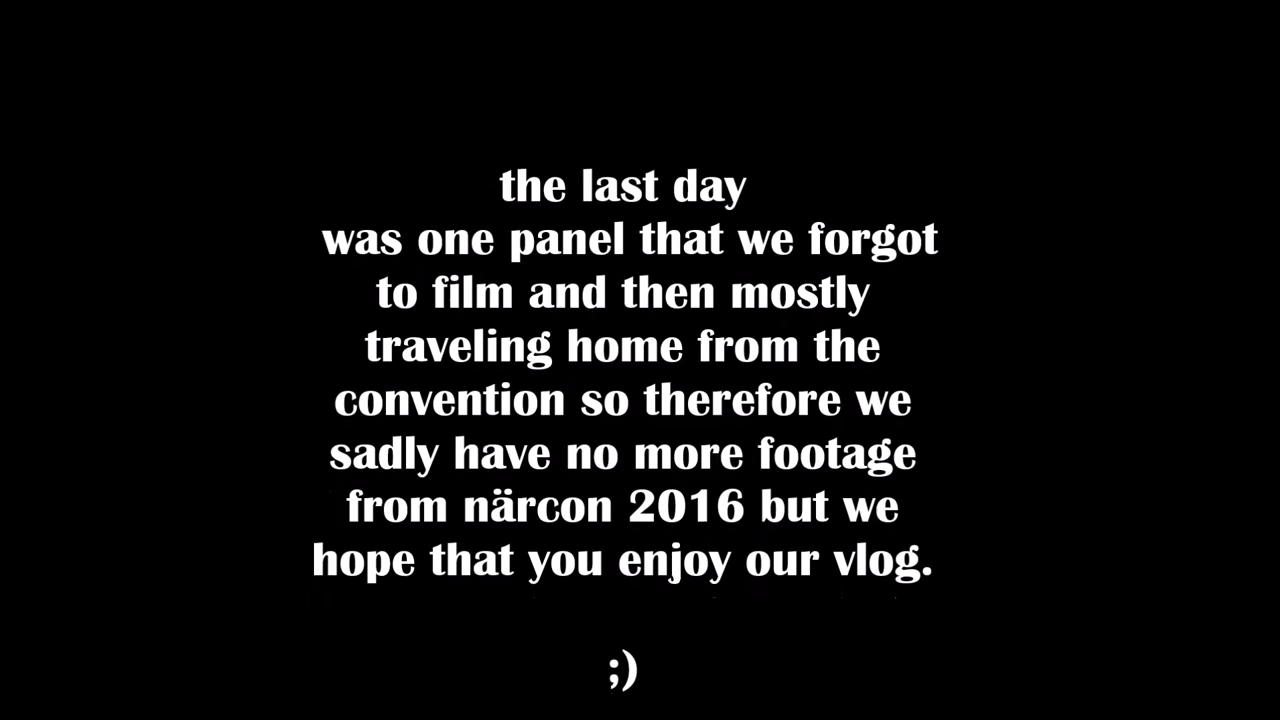 the last day
was one panel that we forgot
to film and then mostly
traveling home from the
convention so therefore we
sadly have no more footage
from närcon 2016 but we
hope that you enjoy our vlog.
;)